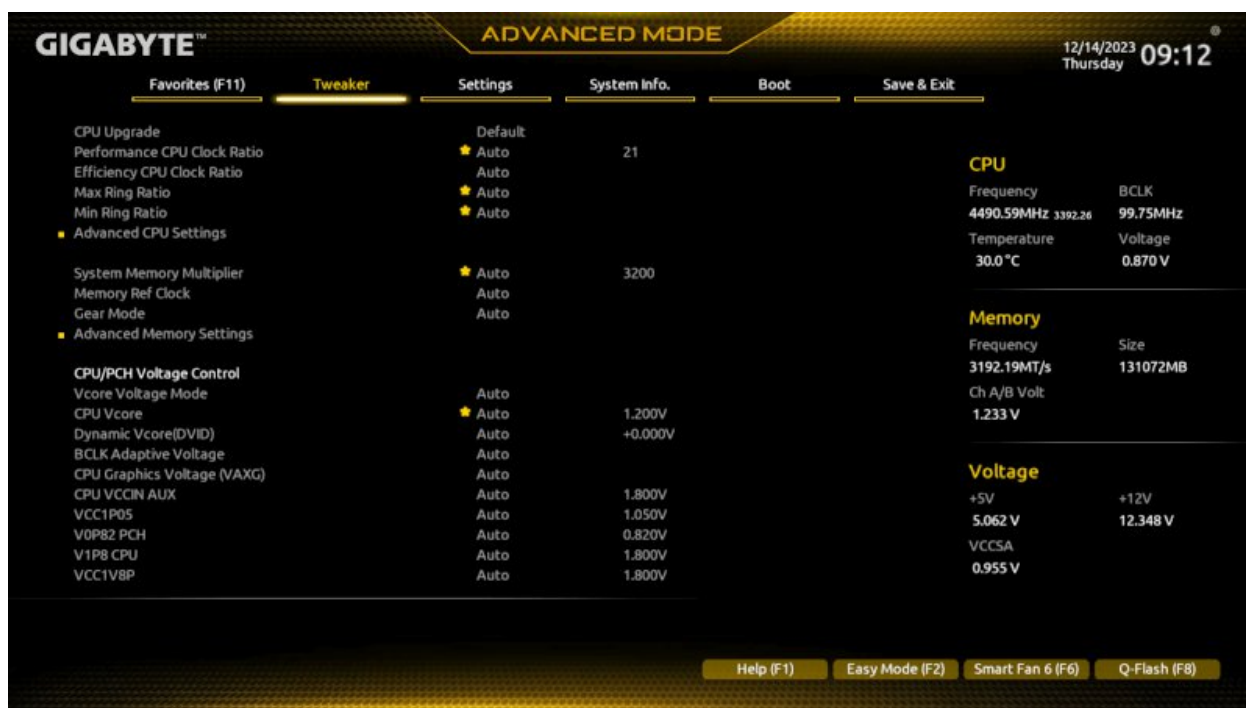 GIGABYTE™
ADVANCED MODE
12/14/2023 Thursday 09:12
Favorites (F11) Tweaker Settings System Info. Boot Save & Exit
CPU Upgrade Default
Performance CPU Clock Ratio Auto 21
Efficiency CPU Clock Ratio Auto
Max Ring Ratio Auto
Min Ring Ratio Auto
Advanced CPU Settings
System Memory Multiplier Auto 3200
Memory Ref Clock Auto
Gear Mode Auto
Advanced Memory Settings
CPU/PCH Voltage Control
Vcore Voltage Mode Auto
CPU Vcore Auto 1.200V
Dynamic Vcore(DVID) Auto +0.000V
BCLK Adaptive Voltage Auto
CPU Graphics Voltage (VAXG) Auto
CPU VCCIN AUX Auto 1.800V
VCC1P05 Auto 1.050V
V0P82 PCH Auto 0.820V
V1P8 CPU Auto 1.800V
VCC1V8P Auto 1.800V
CPU
Frequency BCLK
4490.59MHz 3392.26 99.75MHz
Temperature Voltage
30.0 °C 0.870 V
Memory
Frequency Size
3192.19MT/s 131072MB
Ch A/B Volt
1.233 V
Voltage
+5V +12V
5.062 V 12.348 V
VCCSA
0.955 V
Help (F1) Easy Mode (F2) Smart Fan 6 (F6) Q-Flash (F8)